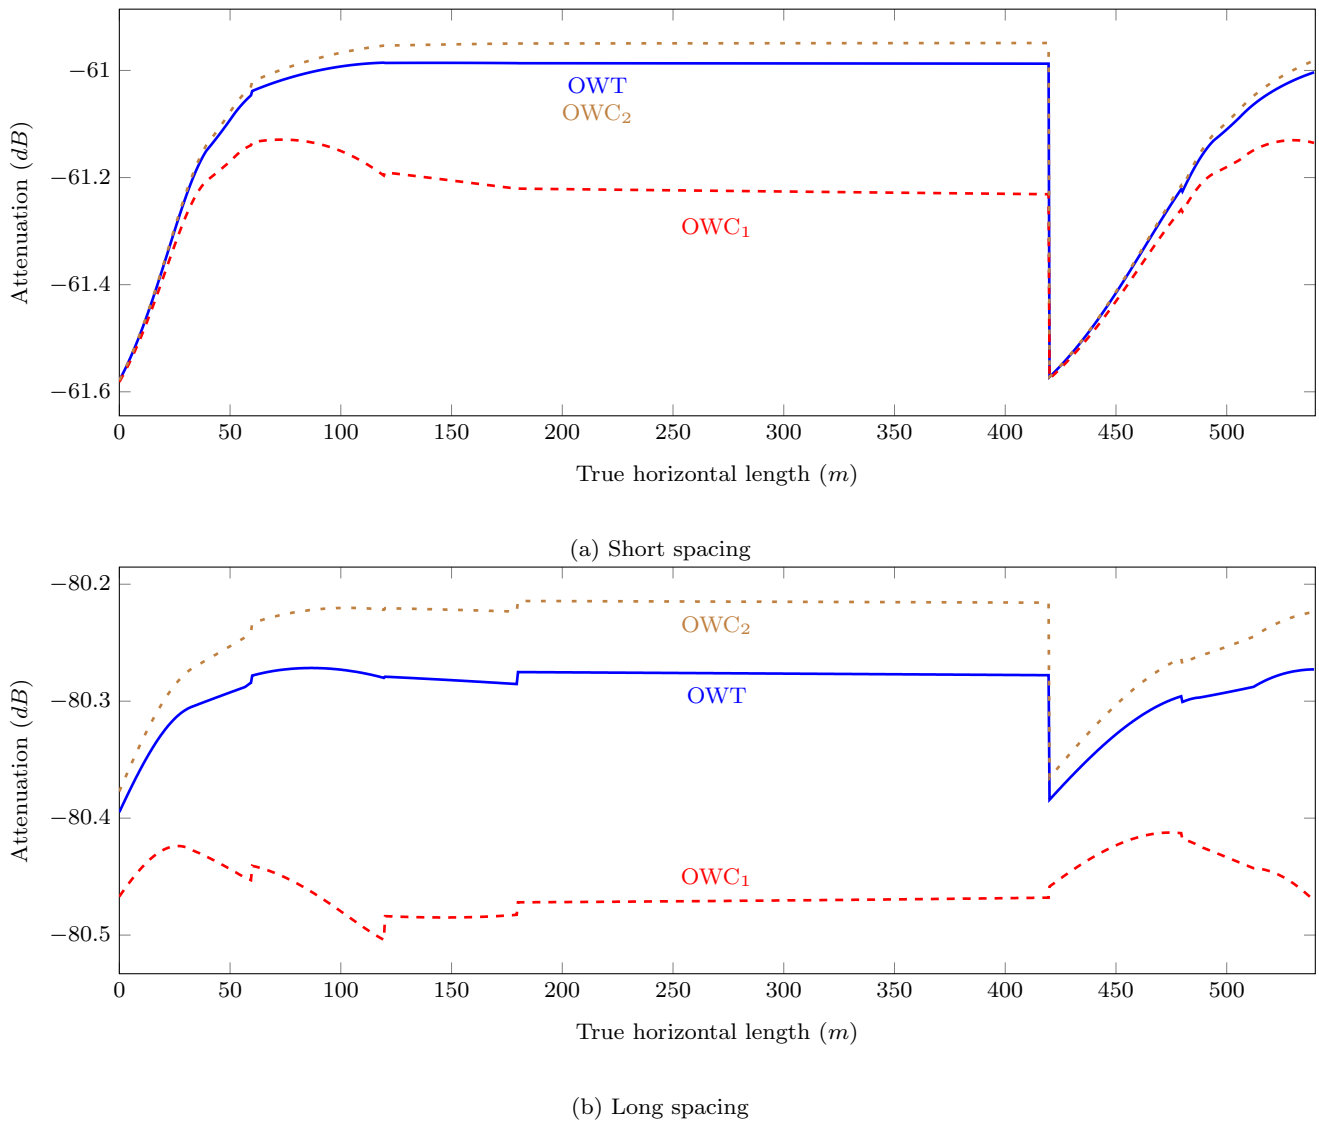 −61
−61.2
−61.4
−61.6
Attenuation (dB)
OWT
OWC₂
OWC₁
0 50 100 150 200 250 300 350 400 450 500
True horizontal length (m)
(a) Short spacing
−80.2
−80.3
−80.4
−80.5
Attenuation (dB)
OWC₂
OWT
OWC₁
0 50 100 150 200 250 300 350 400 450 500
True horizontal length (m)
(b) Long spacing